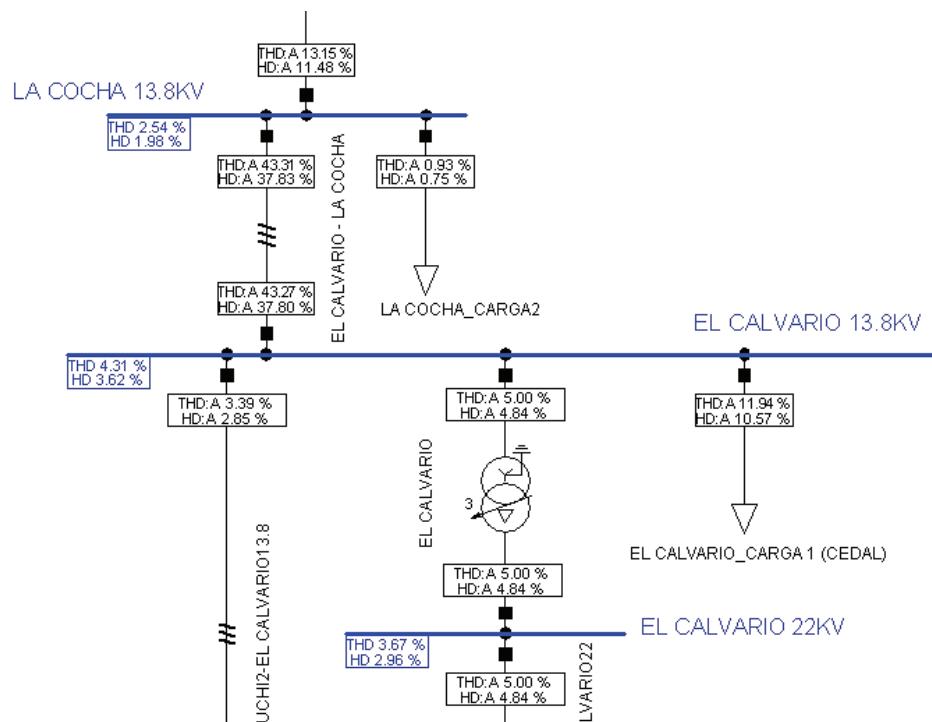 THD:A 13.15 %
HD:A 11.48 %
LA COCHA 13.8KV
THD 2.54 %
HD 1.98 %
THD:A 43.31 %
HD:A 37.83 %
THD:A 0.93 %
HD:A 0.75 %
EL CALVARIO - LA COCHA
THD:A 43.27 %
HD:A 37.80 %
LA COCHA_CARGA2
EL CALVARIO 13.8KV
THD 4.31 %
HD 3.62 %
THD:A 3.39 %
HD:A 2.85 %
THD:A 5.00 %
HD:A 4.84 %
THD:A 11.94 %
HD:A 10.57 %
EL CALVARIO
3
EL CALVARIO_CARGA 1 (CEDAL)
THD:A 5.00 %
HD:A 4.84 %
UCHI2-EL CALVARIO13.8
EL CALVARIO 22KV
THD 3.67 %
HD 2.96 %
THD:A 5.00 %
HD:A 4.84 %
LVARIO22